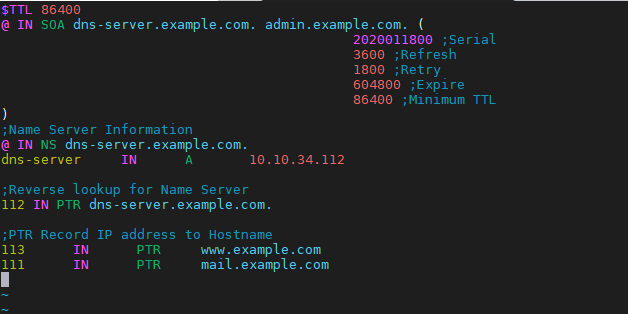 $TTL 86400
@ IN SOA dns-server.example.com. admin.example.com. (
2020011800 ;Serial
3600 ;Refresh
1800 ;Retry
604800 ;Expire
86400 ;Minimum TTL
)
;Name Server Information
@ IN NS dns-server.example.com.
dns-server IN A 10.10.34.112
;Reverse lookup for Name Server
112 IN PTR dns-server.example.com.
;PTR Record IP address to Hostname
113 IN PTR www.example.com
111 IN PTR mail.example.com
~
~